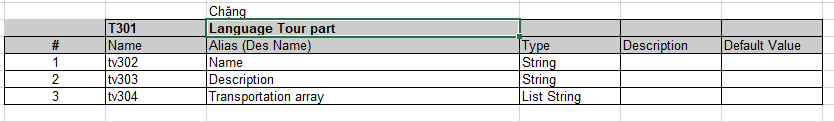 Chặng
T301 Language Tour part
# Name Alias (Des Name) Type Description Default Value
1 tv302 Name String
2 tv303 Description String
3 tv304 Transportation array List String